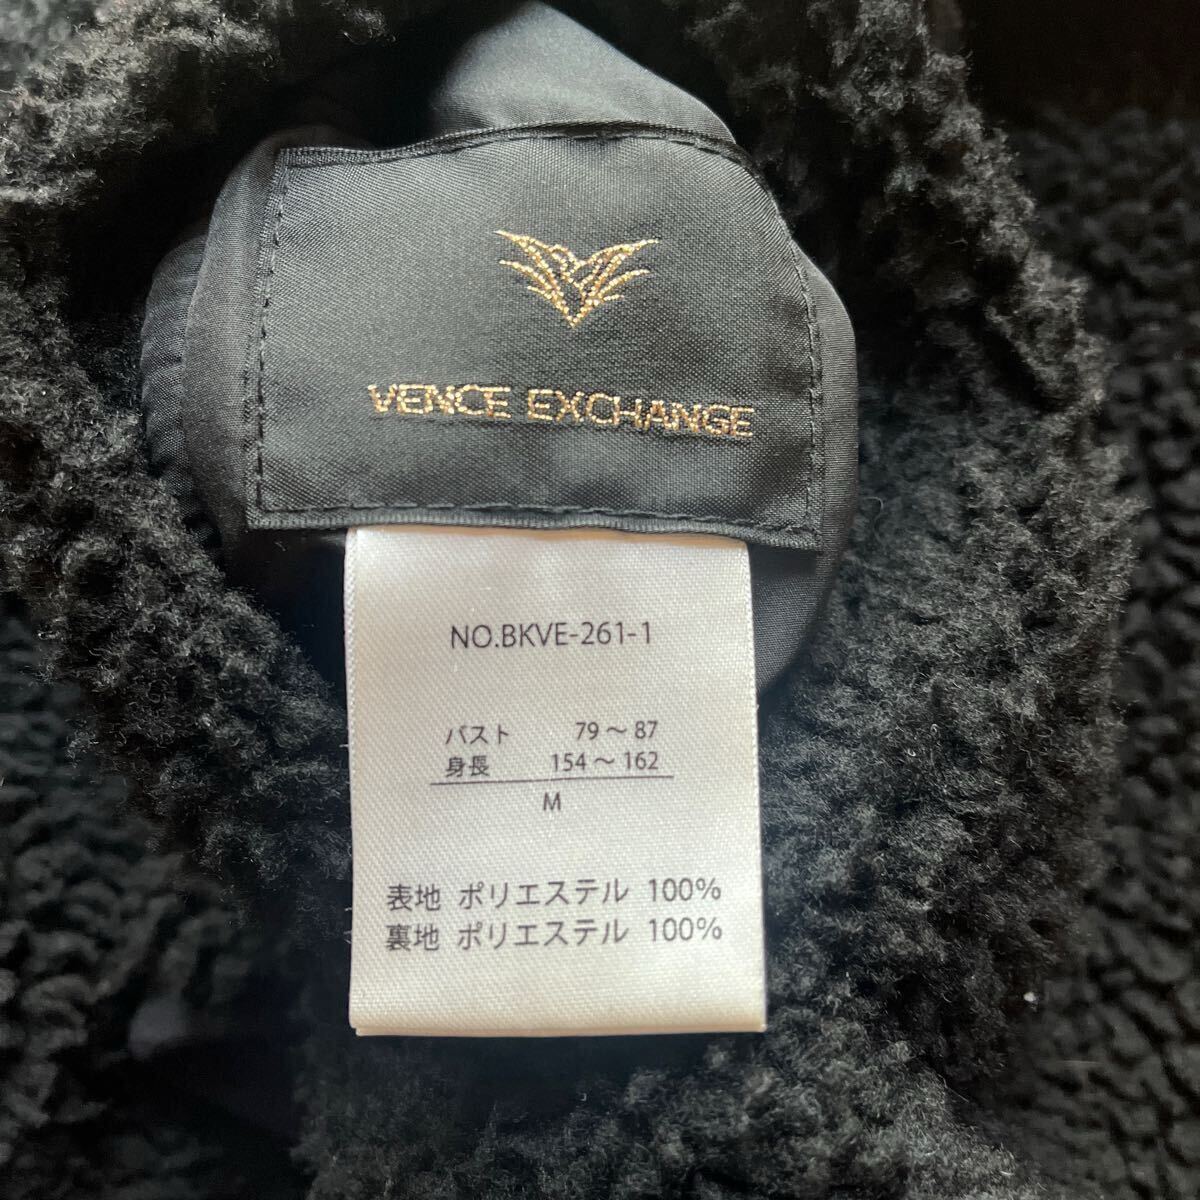 VENCE EXCHANGE
NO.BKVE-261-1
バスト 79～87
身長 154～162
M
表地 ポリエステル 100%
裏地 ポリエステル 100%